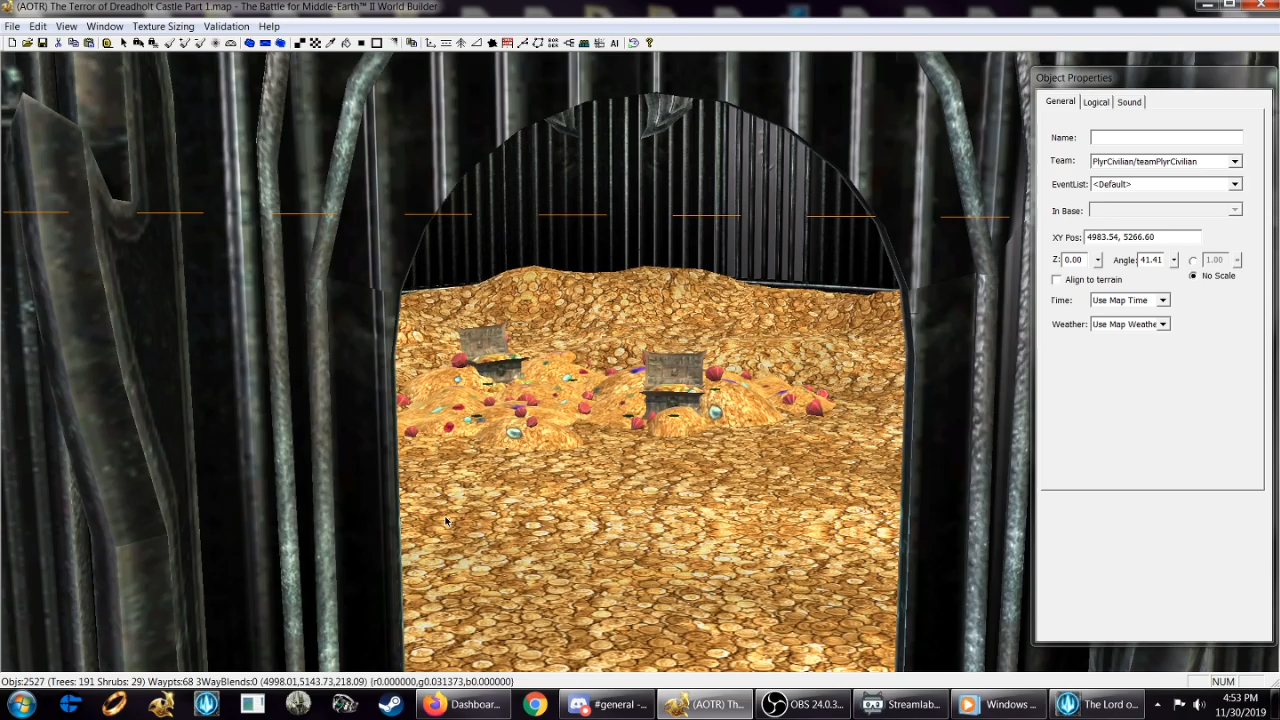 (AOTR) The Terror of Dreadholt Castle Part 1.map - The Battle for Middle-Earth™ II World Builder
File Edit View Window Texture Sizing Validation Help
AI
Object Properties
General Logical Sound
Name:
Team: PlyrCivilian/teamPlyrCivilian
EventList: <Default>
In Base:
XY Pos: 4983.54, 5266.60
Z: 0.00 Angle: 41.41 1.00
No Scale
Align to terrain
Time: Use Map Time
Weather: Use Map Weathe
Objs:2527 (Trees: 191 Shrubs: 29) Waypts:68 3WayBlends:0 (4998.01,5143.73,218.09) {r0.000000,g0.031373,b0.000000}
NUM
Dashboar... #general -... (AOTR) Th... OBS 24.0.3... Streamlab... Windows ... The Lord o...
4:53 PM
11/30/2019